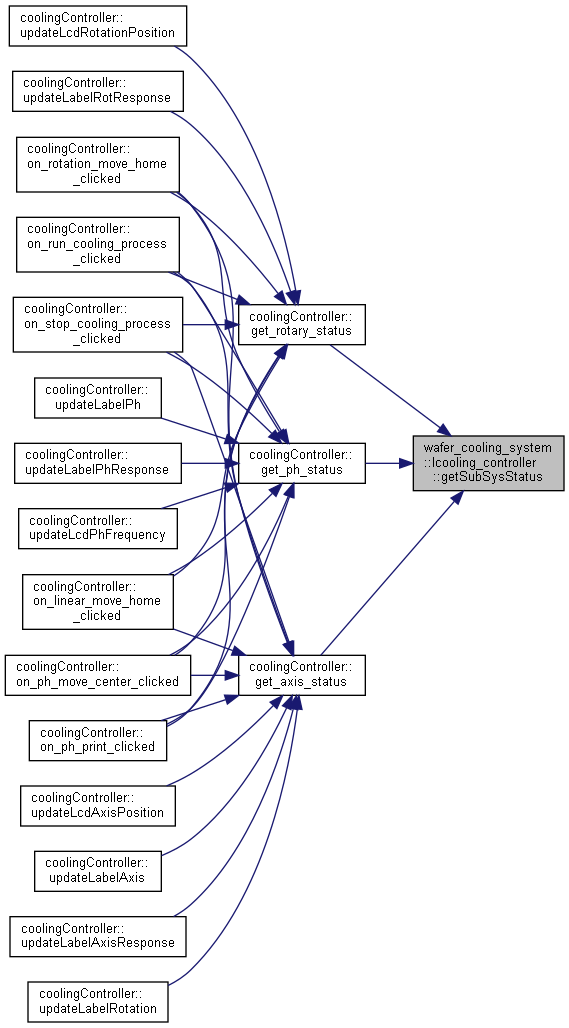 coolingController::
updateLcdRotationPosition
coolingController::
updateLabelRotResponse
coolingController::
on_rotation_move_home
_clicked
coolingController::
on_run_cooling_process
_clicked
coolingController::
on_stop_cooling_process
_clicked
coolingController::
updateLabelPh
coolingController::
updateLabelPhResponse
coolingController::
updateLcdPhFrequency
coolingController::
on_linear_move_home
_clicked
coolingController::
on_ph_move_center_clicked
coolingController::
on_ph_print_clicked
coolingController::
updateLcdAxisPosition
coolingController::
updateLabelAxis
coolingController::
updateLabelAxisResponse
coolingController::
updateLabelRotation
coolingController::
get_rotary_status
coolingController::
get_ph_status
coolingController::
get_axis_status
wafer_cooling_system
::Icooling_controller
::getSubSysStatus